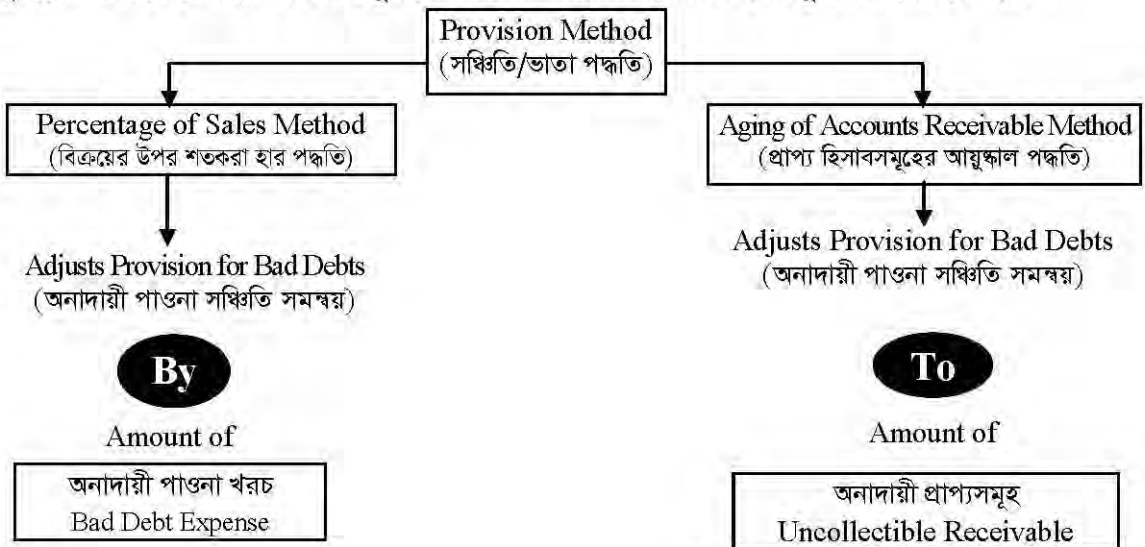 Provision Method
(সঞ্চিতি/ভাতা পদ্ধতি)
Percentage of Sales Method
(বিক্রয়ের উপর শতকরা হার পদ্ধতি)
Adjusts Provision for Bad Debts
(অনাদায়ী পাওনা সঞ্চিতি সমন্বয়)
By
Amount of
অনাদায়ী পাওনা খরচ
Bad Debt Expense
Aging of Accounts Receivable Method
(প্রাপ্য হিসাবসমূহের আয়ুষ্কাল পদ্ধতি)
Adjusts Provision for Bad Debts
(অনাদায়ী পাওনা সঞ্চিতি সমন্বয়)
To
Amount of
অনাদায়ী প্রাপ্যসমূহ
Uncollectible Receivable